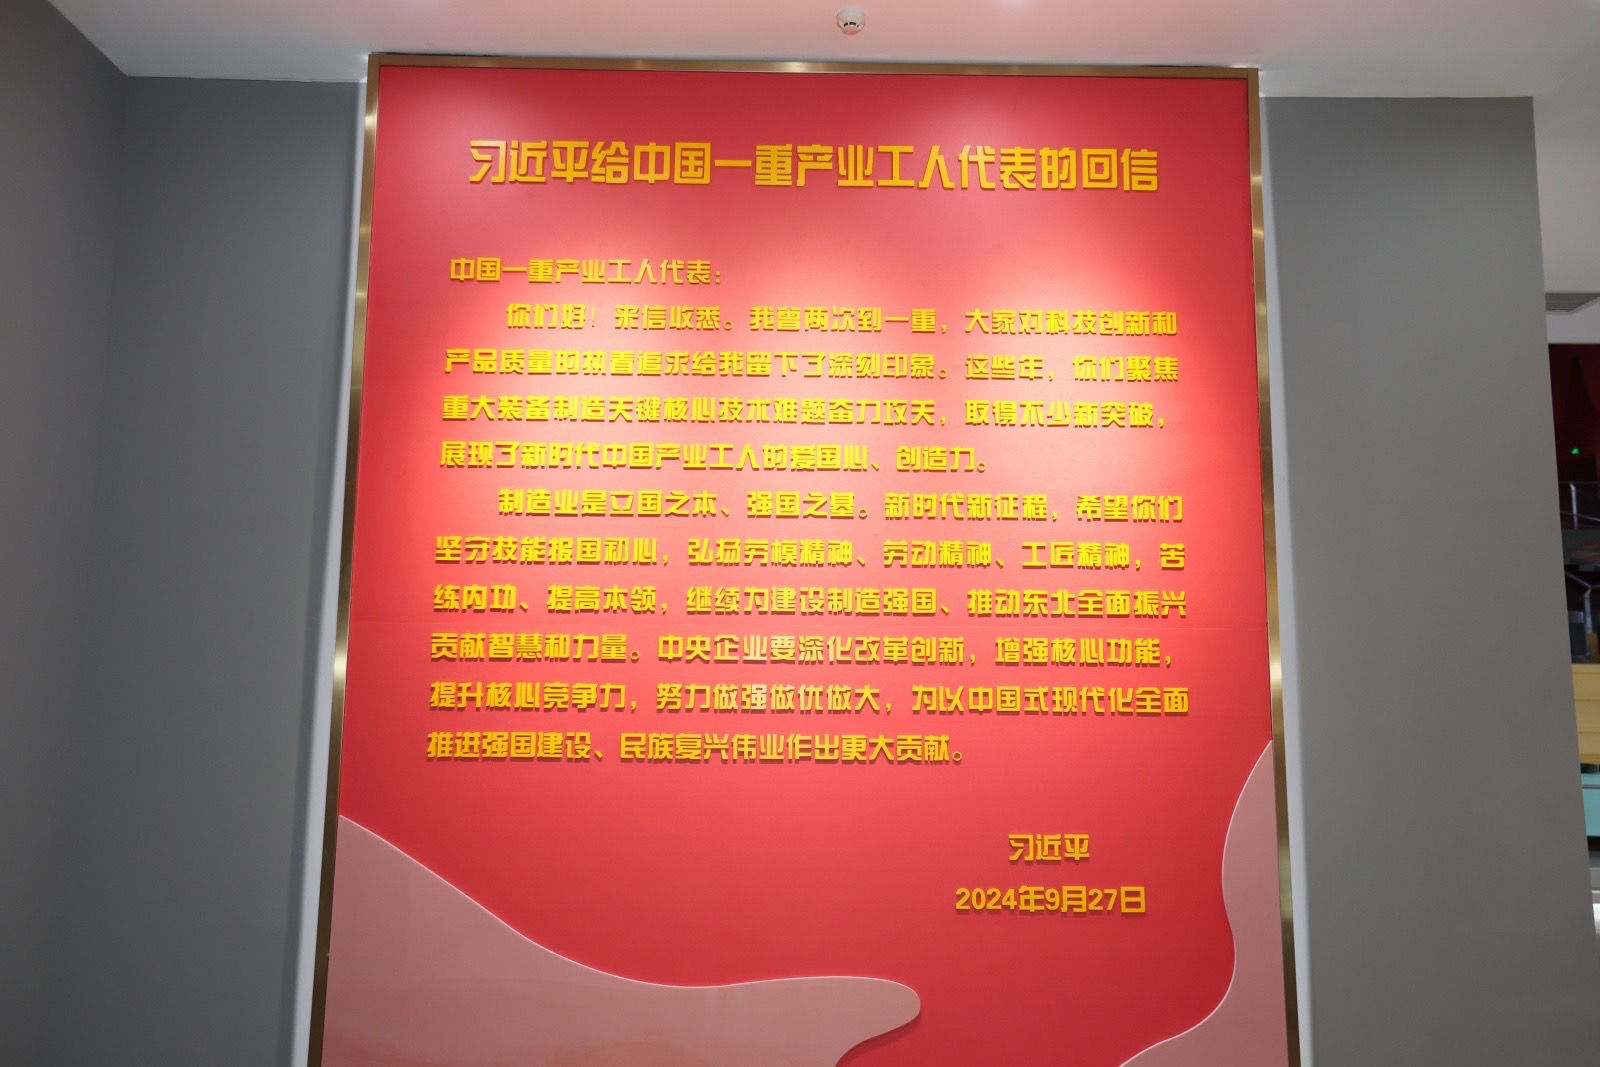 习近平给中国一重产业工人代表的回信
中国一重产业工人代表：
你们好！来信收悉。我曾两次到一重，大家对科技创新和
产品质量的执着追求给我留下了深刻印象。这些年，你们聚焦
重大装备制造关键核心技术难题奋力攻关，取得不少新突破，
展现了新时代中国产业工人的爱国心、创造力。
制造业是立国之本、强国之基。新时代新征程，希望你们
坚守技能报国初心，弘扬劳模精神、劳动精神、工匠精神，苦
练内功、提高本领，继续为建设制造强国、推动东北全面振兴
贡献智慧和力量。中央企业要深化改革创新，增强核心功能，
提升核心竞争力，努力做强做优做大，为以中国式现代化全面
推进强国建设、民族复兴伟业作出更大贡献。
习近平
2024年9月27日